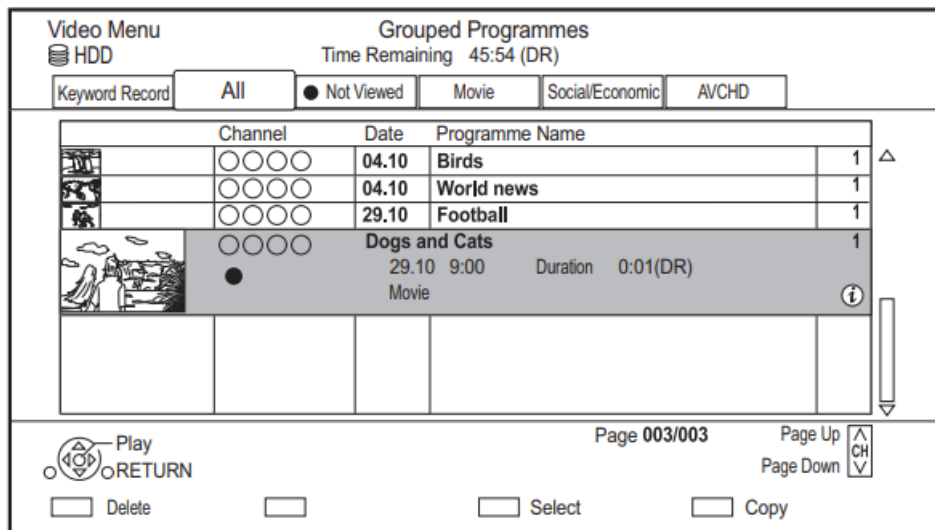 Video Menu
Grouped Programmes
HDD
Time Remaining 45:54 (DR)
Keyword Record
All
● Not Viewed
Movie
Social/Economic
AVCHD
Channel Date Programme Name
○○○○ 04.10 Birds 1
○○○○ 04.10 World news 1
○○○○ 29.10 Football 1
○○○○ Dogs and Cats 1
● 29.10 9:00 Duration 0:01(DR)
Movie
i
Play
RETURN
Page 003/003
Page Up
CH
Page Down
Delete
Select
Copy